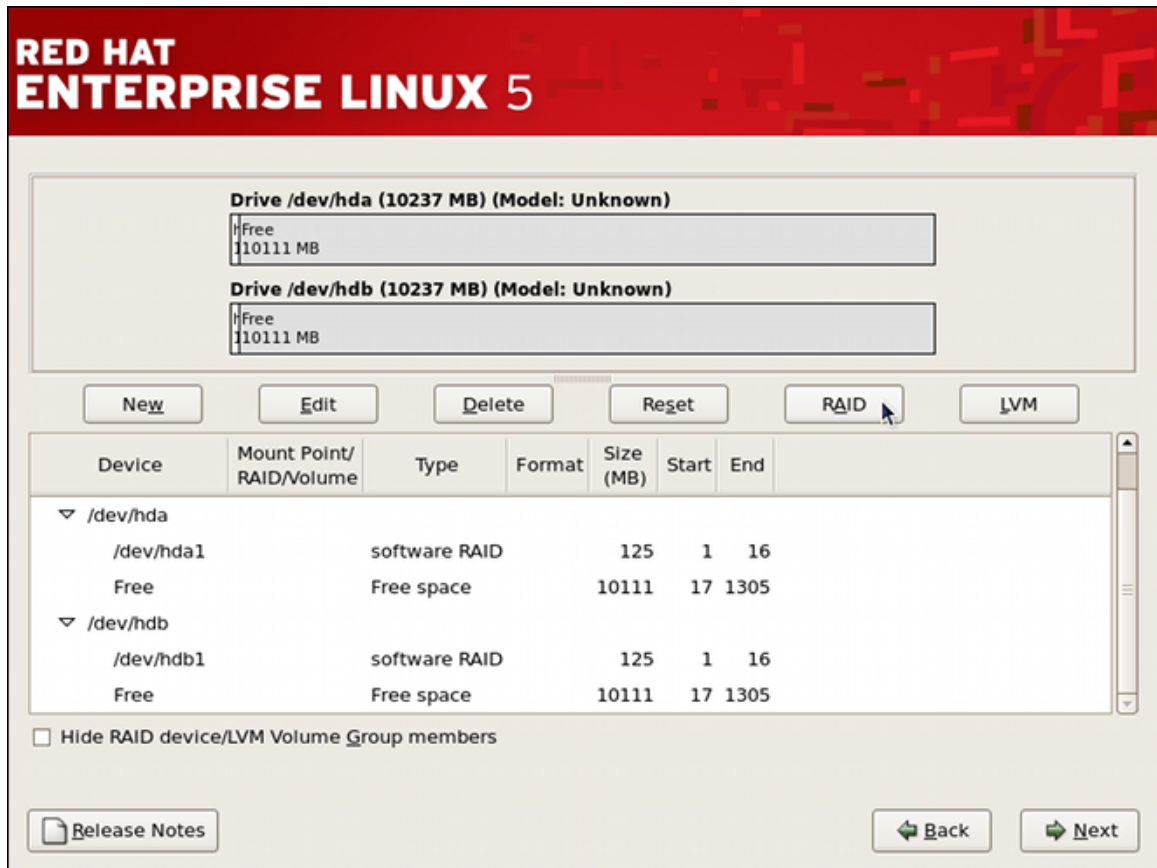 RED HAT
ENTERPRISE LINUX 5
Drive /dev/hda (10237 MB) (Model: Unknown)
Free
10111 MB
Drive /dev/hdb (10237 MB) (Model: Unknown)
Free
10111 MB
New Edit Delete Reset RAID LVM
Device Mount Point/ RAID/Volume Type Format Size (MB) Start End
/dev/hda
/dev/hda1 software RAID 125 1 16
Free Free space 10111 17 1305
/dev/hdb
/dev/hdb1 software RAID 125 1 16
Free Free space 10111 17 1305
Hide RAID device/LVM Volume Group members
Release Notes Back Next